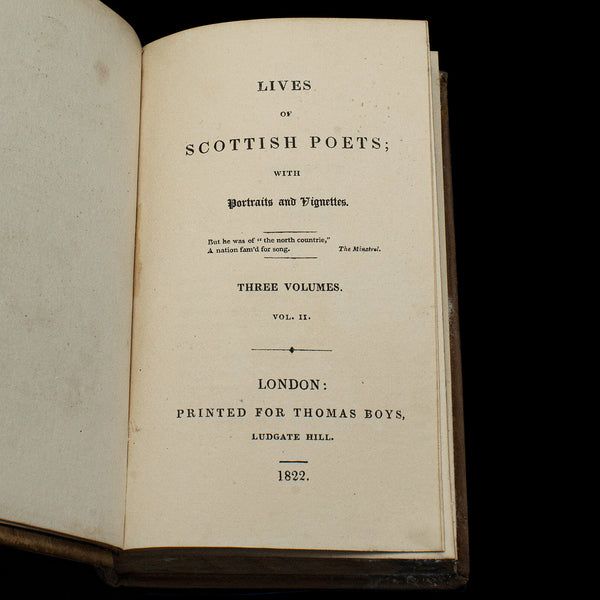 LIVES
OF
SCOTTISH POETS;
WITH
Portraits and Vignettes.
But he was of "the north countrie,"
A nation fam'd for song. The Minstrel.
THREE VOLUMES.
VOL. II.
LONDON:
PRINTED FOR THOMAS BOYS,
LUDGATE HILL.
1822.